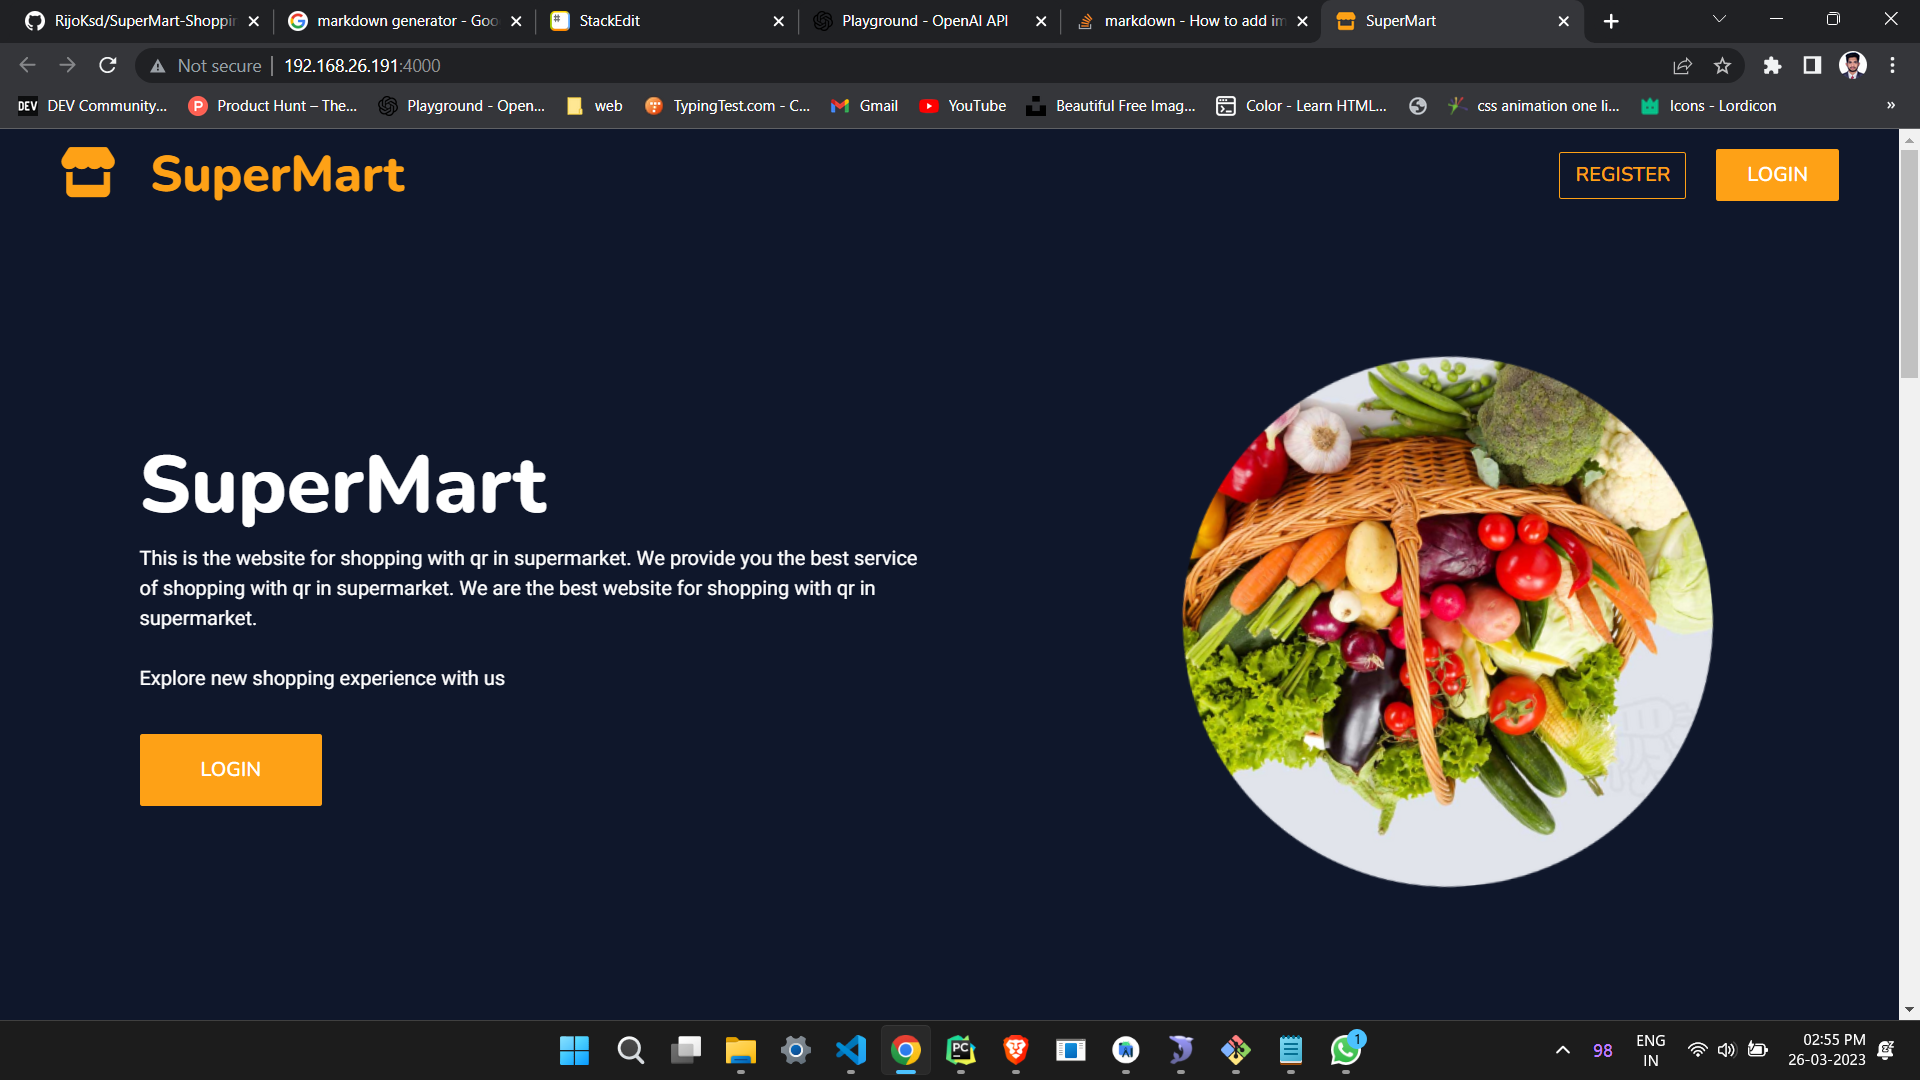 RijoKsd/SuperMart-Shoppin
markdown generator - Goo
StackEdit
Playground - OpenAI API
markdown - How to add im
SuperMart
Not secure
192.168.26.191:4000
DEV
DEV Community...
Product Hunt – The...
Playground - Open...
web
TypingTest.com - C...
Gmail
YouTube
Beautiful Free Imag...
Color - Learn HTML...
css animation one li...
Icons - Lordicon
»
SuperMart
REGISTER
LOGIN
SuperMart
This is the website for shopping with qr in supermarket. We provide you the best service
of shopping with qr in supermarket. We are the best website for shopping with qr in
supermarket.
Explore new shopping experience with us
LOGIN
PC
1
98
ENG
IN
02:55 PM
26-03-2023